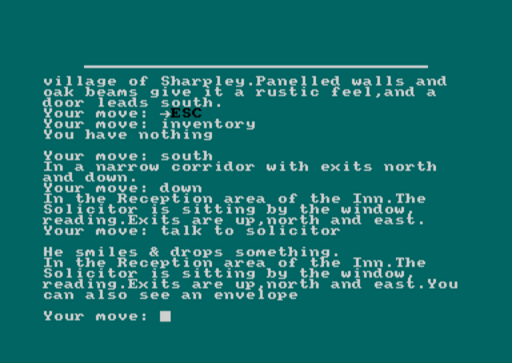 village of Sharpley.Panelled walls and
oak beams give it a rustic feel,and a
door leads south.
Your move: →ESC
Your move: inventory
You have nothing
Your move: south
In a narrow corridor with exits north
and down.
Your move: down
In the Reception area of the Inn.The
Solicitor is sitting by the window,
reading.Exits are up,north and east.
Your move: talk to solicitor
He smiles & drops something.
In the Reception area of the Inn.The
Solicitor is sitting by the window,
reading.Exits are up,north and east.You
can also see an envelope
Your move: